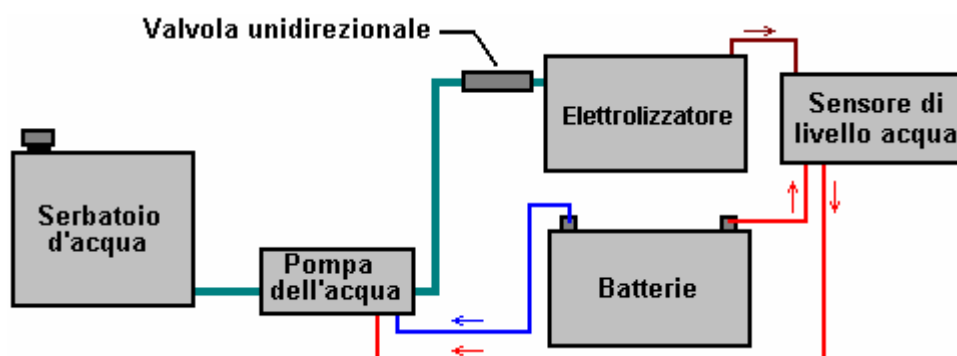 Valvola unidirezionale
Elettrolizzatore
Sensore di
livello acqua
Serbatoio
d'acqua
Pompa
dell'acqua
Batterie